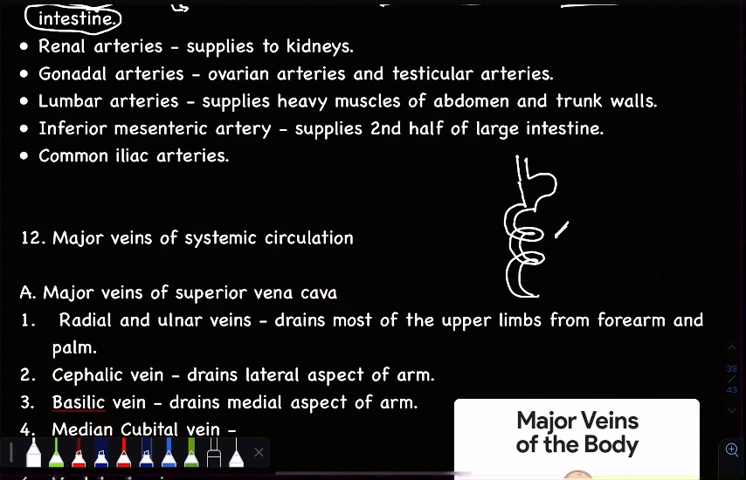 intestine.
• Renal arteries - supplies to kidneys.
• Gonadal arteries - ovarian arteries and testicular arteries.
• Lumbar arteries - supplies heavy muscles of abdomen and trunk walls.
• Inferior mesenteric artery - supplies 2nd half of large intestine.
• Common iliac arteries.
12. Major veins of systemic circulation
A. Major veins of superior vena cava
1. Radial and ulnar veins - drains most of the upper limbs from forearm and
palm.
2. Cephalic vein - drains lateral aspect of arm.
3. Basilic vein - drains medial aspect of arm.
4. Median Cubital vein -
Major Veins
of the Body
39
/
43